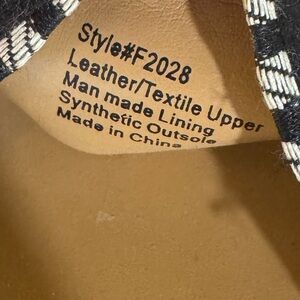 Style#F2028
Leather/Textile Upper
Man made Lining
Synthetic Outsole
Made in China